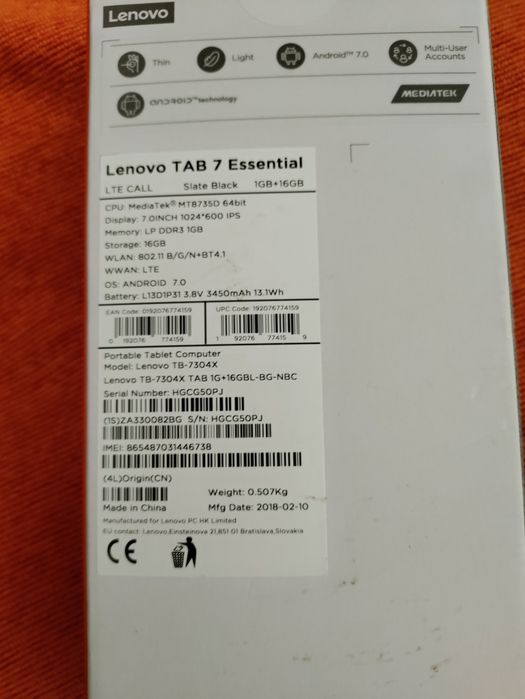 Lenovo
Thin
Light
Android™ 7.0
Multi-User
Accounts
ANDROID™ technology
MEDIATEK
Lenovo TAB 7 Essential
LTE CALL Slate Black 1GB+16GB
CPU: MediaTek® MT8735D 64bit
Display: 7.0INCH 1024*600 IPS
Memory: LP DDR3 1GB
Storage: 16GB
WLAN: 802.11 B/G/N+BT4.1
WWAN: LTE
OS: ANDROID 7.0
Battery: L13D1P31 3.8V 3450mAh 13.1Wh
EAN Code: 0192076774159 UPC Code: 192076774159
0 192076 774159 1 92076 77415 9
Portable Tablet Computer
Model: Lenovo TB-7304X
Lenovo TB-7304X TAB 1G+16GBL-BG-NBC
Serial Number: HGCG50PJ
(1S)ZA330082BG S/N: HGCG50PJ
IMEI: 865487031446738
(4L)Origin(CN)
Weight: 0.507Kg
Made in China Mfg Date: 2018-02-10
Manufactured for Lenovo PC HK Limited
EU contact: Lenovo,Einsteinova 21,851 01 Bratislava,Slovakia
CE